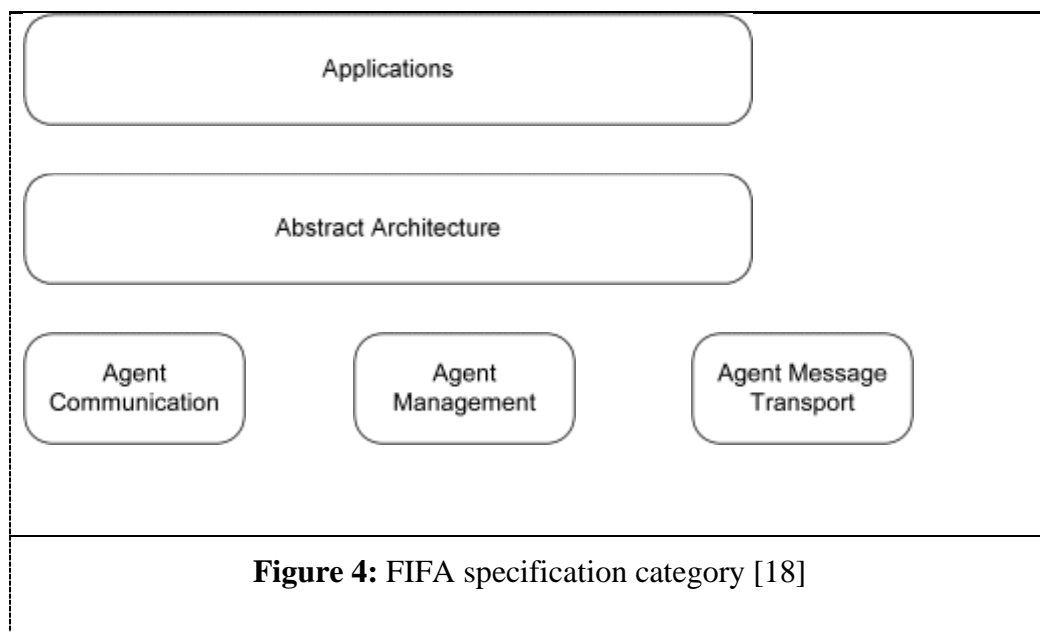 Applications
Abstract Architecture
Agent
Communication
Agent
Management
Agent Message
Transport
Figure 4: FIFA specification category [18]